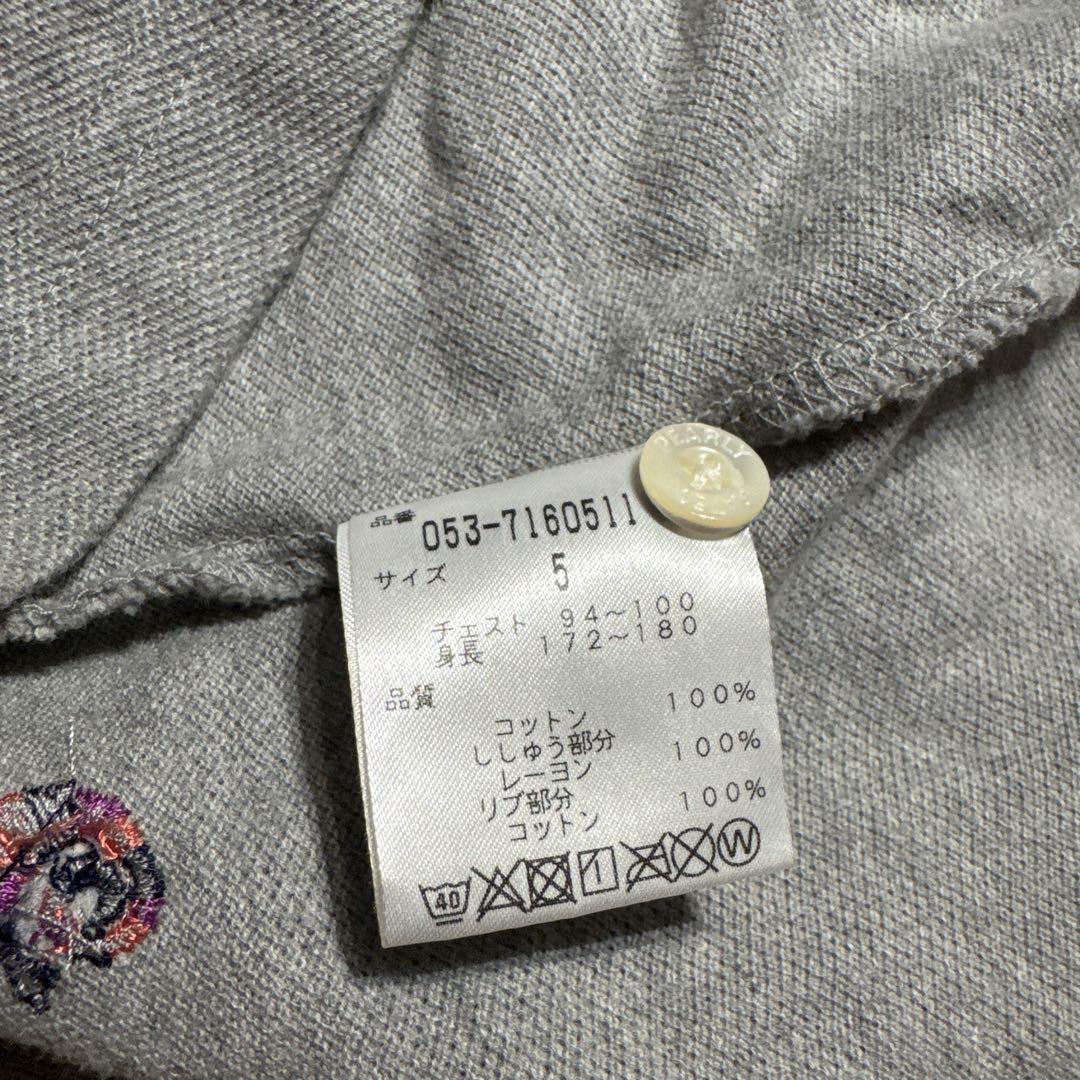 PEARLY
品番 053-7160511
サイズ 5
チェスト 94～100
身長 172～180
品質
コットン 100%
ししゅう部分
レーヨン 100%
リブ部分
コットン 100%
40 W